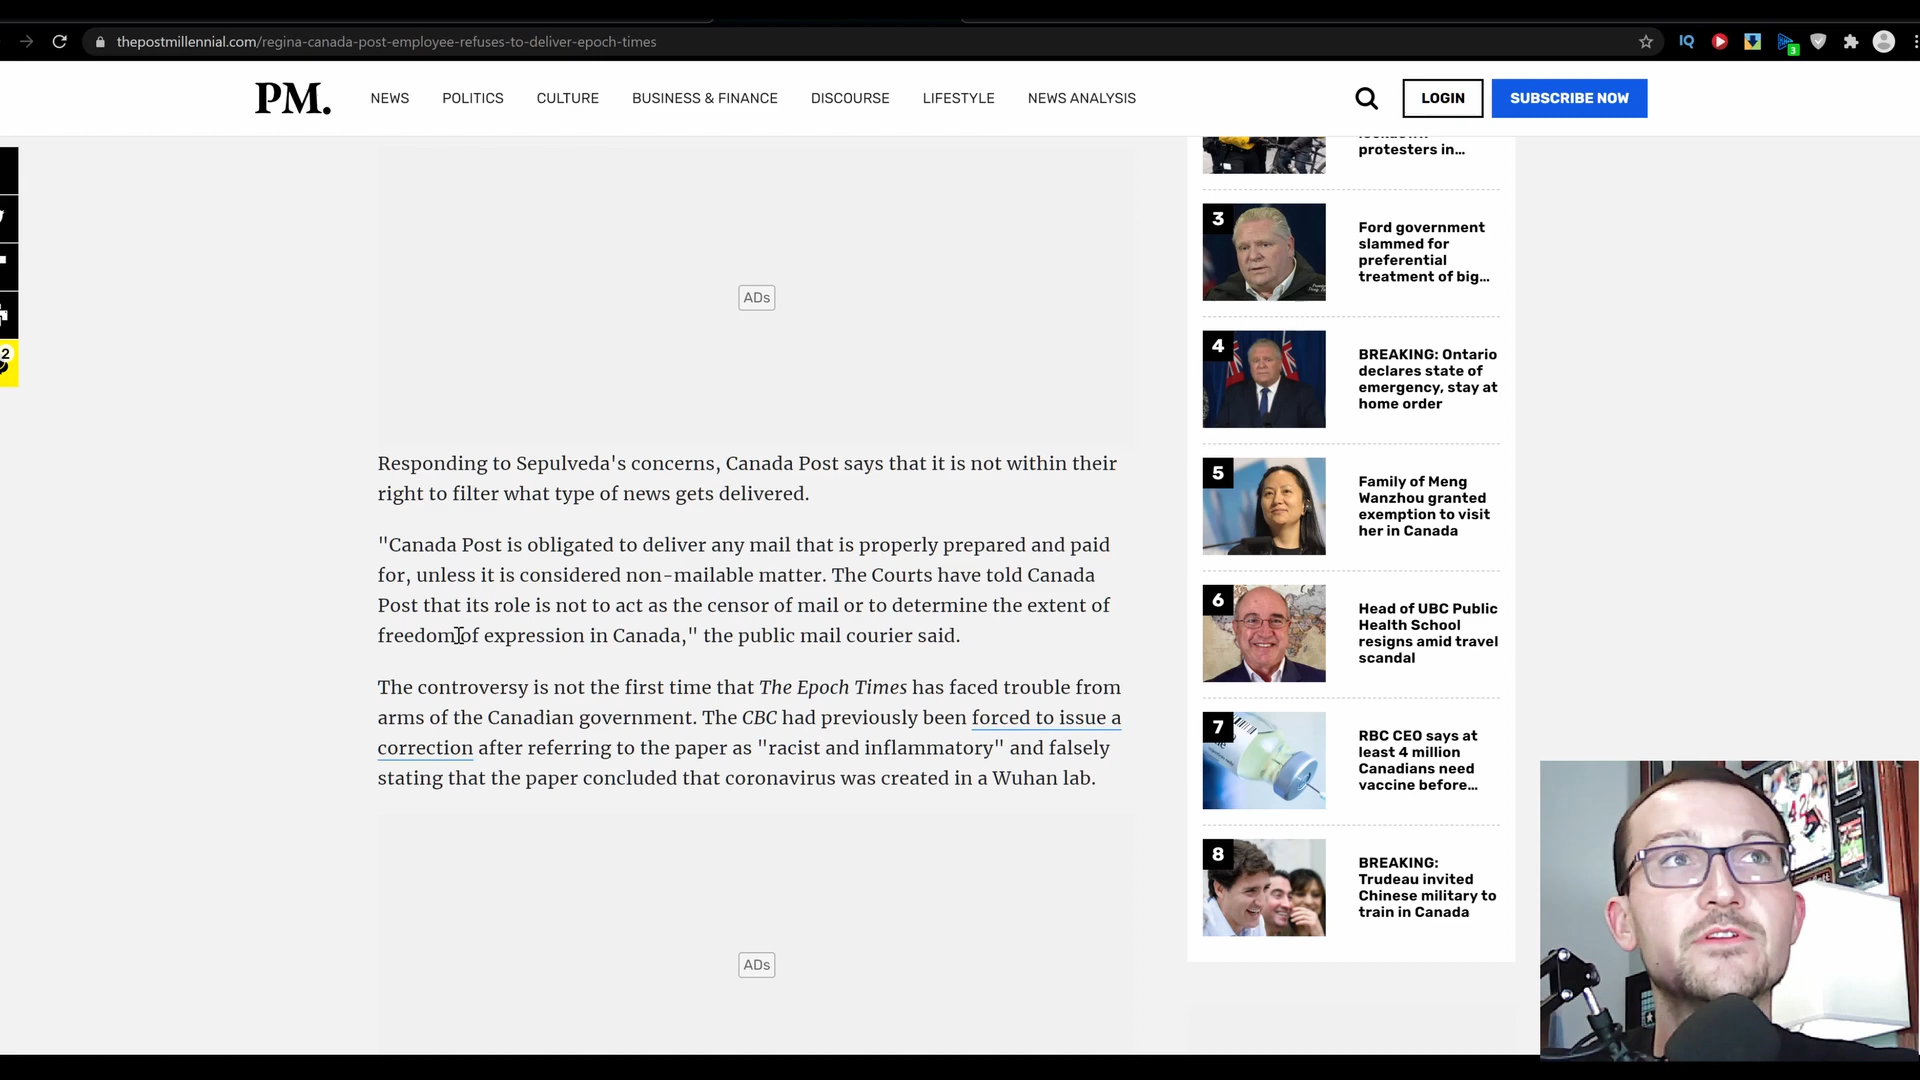 thepostmillennial.com/regina-canada-post-employee-refuses-to-deliver-epoch-times
IQ
3
PM.
NEWS
POLITICS
CULTURE
BUSINESS & FINANCE
DISCOURSE
LIFESTYLE
NEWS ANALYSIS
LOGIN
SUBSCRIBE NOW
2
ADs
Responding to Sepulveda's concerns, Canada Post says that it is not within their
right to filter what type of news gets delivered.
"Canada Post is obligated to deliver any mail that is properly prepared and paid
for, unless it is considered non-mailable matter. The Courts have told Canada
Post that its role is not to act as the censor of mail or to determine the extent of
freedom of expression in Canada," the public mail courier said.
The controversy is not the first time that The Epoch Times has faced trouble from
arms of the Canadian government. The CBC had previously been forced to issue a
correction after referring to the paper as "racist and inflammatory" and falsely
stating that the paper concluded that coronavirus was created in a Wuhan lab.
ADs
protesters in...
3
Ford government
slammed for
preferential
treatment of big...
4
BREAKING: Ontario
declares state of
emergency, stay at
home order
5
Family of Meng
Wanzhou granted
exemption to visit
her in Canada
6
Head of UBC Public
Health School
resigns amid travel
scandal
7
RBC CEO says at
least 4 million
Canadians need
vaccine before...
8
BREAKING:
Trudeau invited
Chinese military to
train in Canada